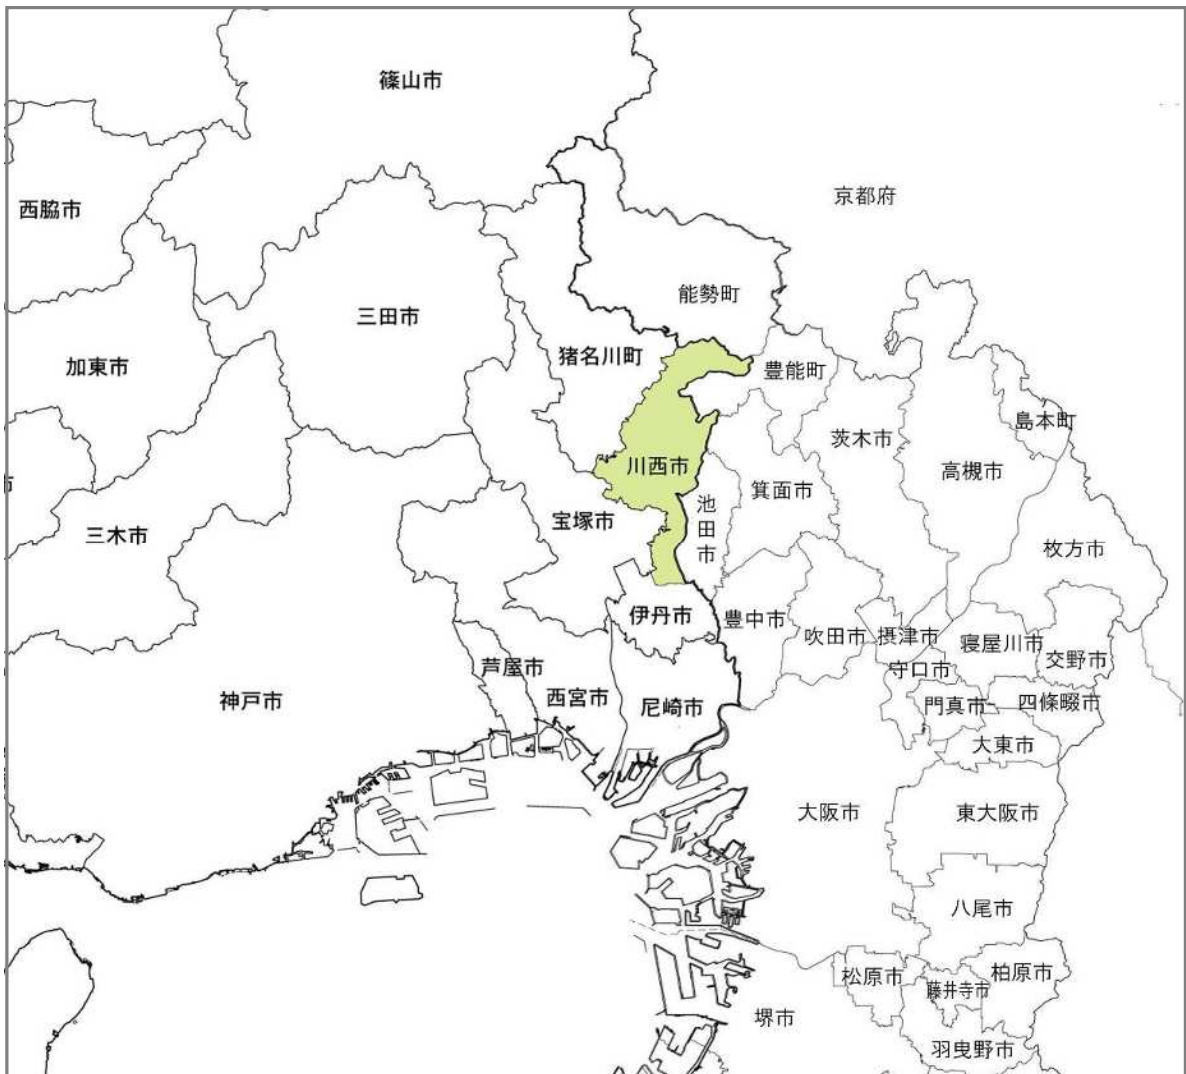 篠山市
京都府
西脇市
能勢町
三田市
猪名川町
加東市
豊能町
島本町
茨木市
川西市
高槻市
箕面市
宝塚市
池田市
三木市
枚方市
伊丹市
豊中市
吹田市
摂津市
寝屋川市
交野市
守口市
芦屋市
西宮市
神戸市
尼崎市
門真市
四條畷市
大東市
大阪市
東大阪市
八尾市
松原市
柏原市
藤井寺市
堺市
羽曳野市